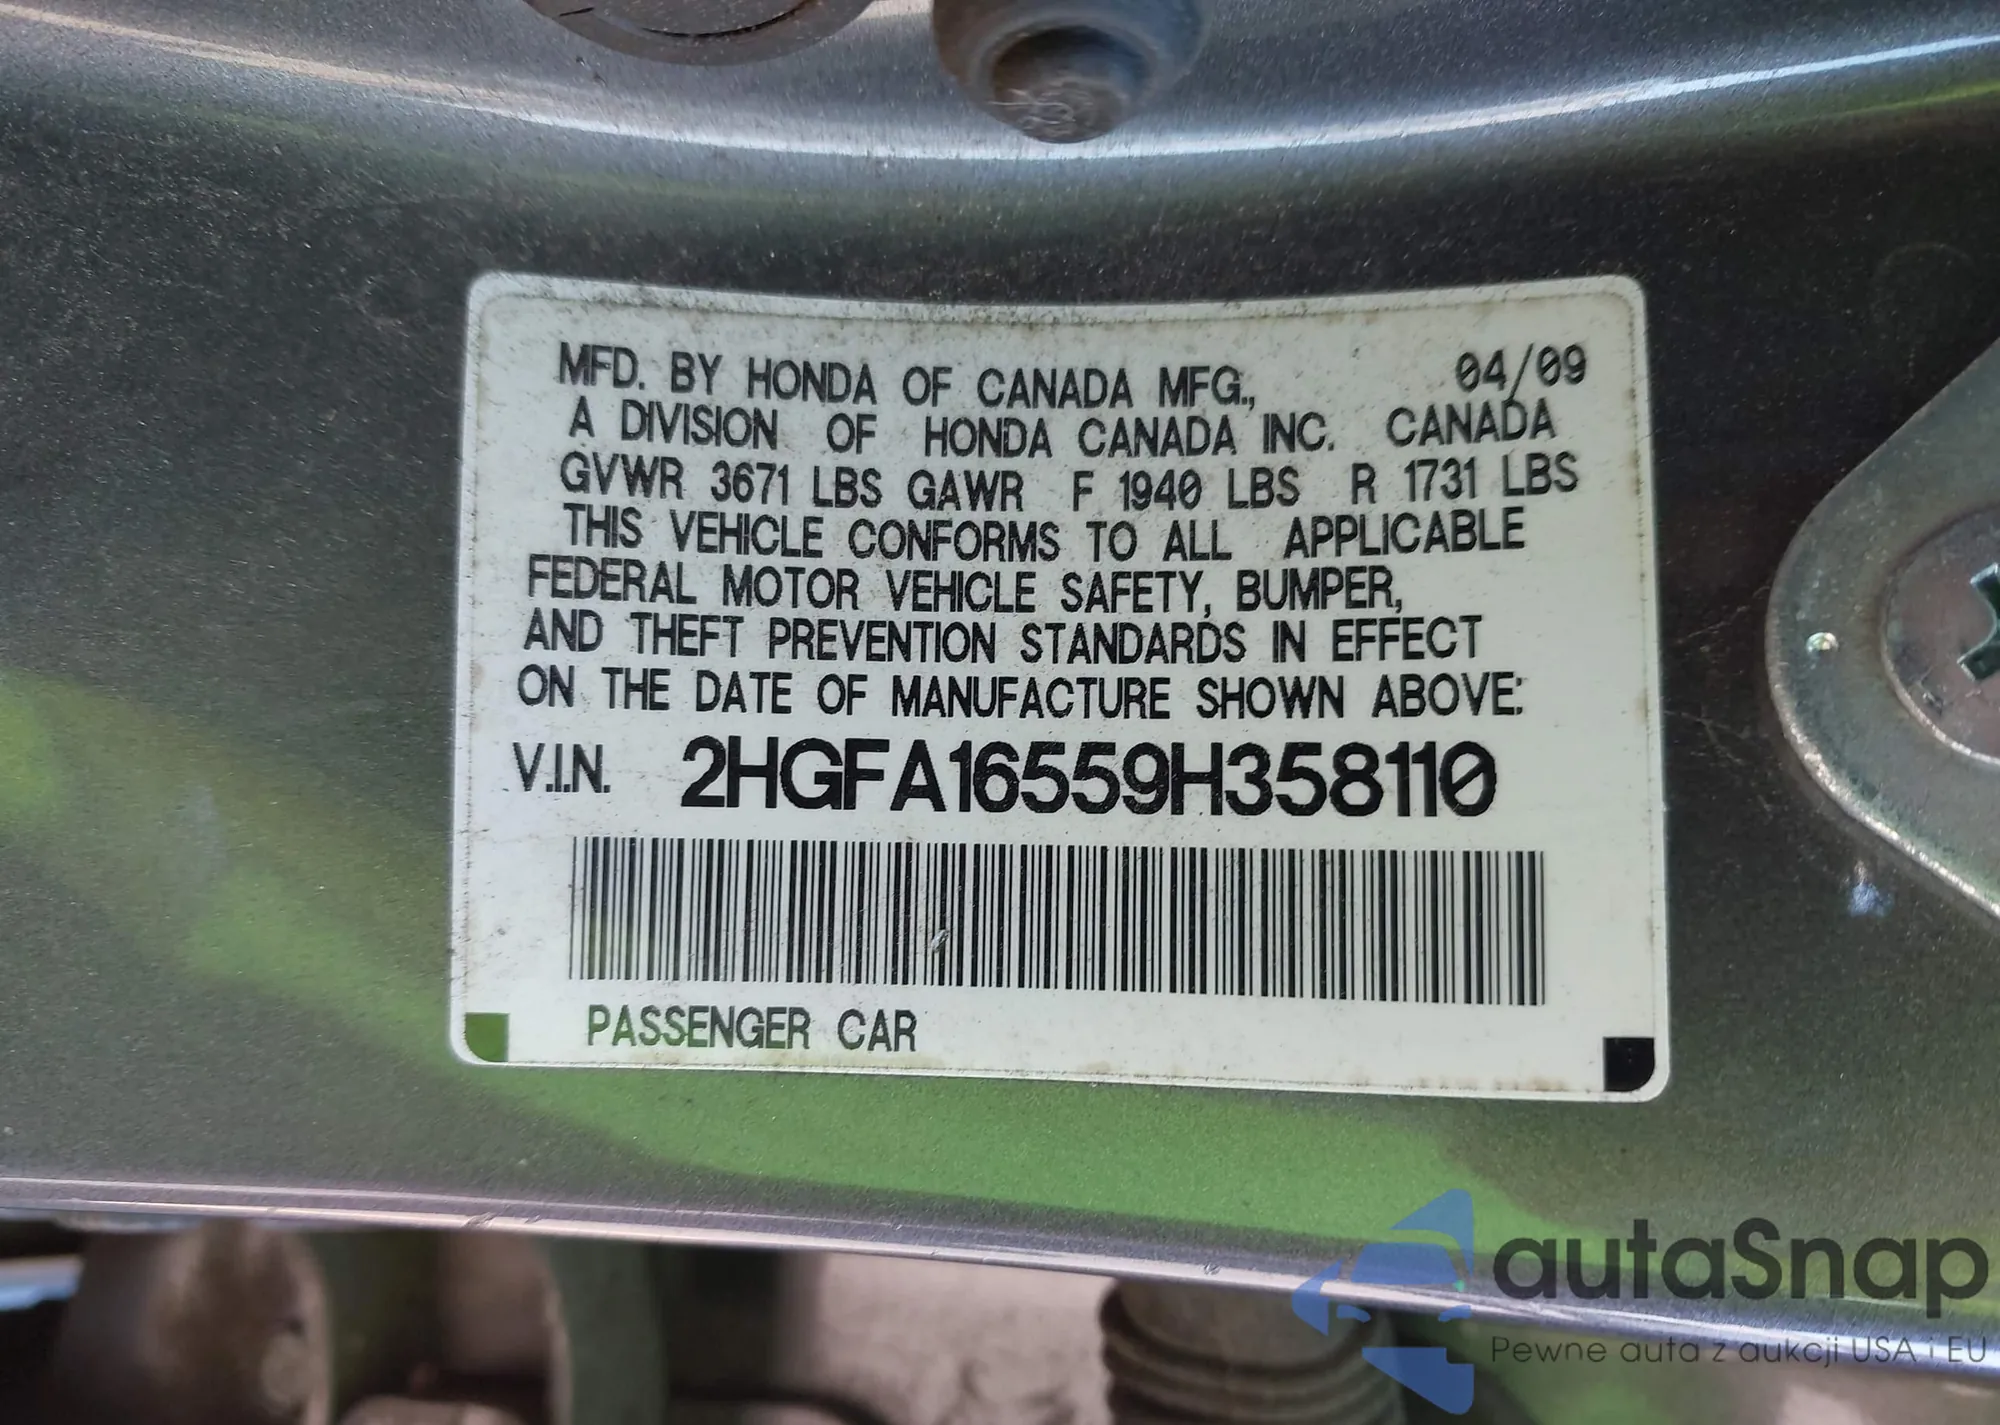 MFD. BY HONDA OF CANADA MFG., 04/09
A DIVISION OF HONDA CANADA INC. CANADA
GVWR 3671 LBS GAWR F 1940 LBS R 1731 LBS
THIS VEHICLE CONFORMS TO ALL APPLICABLE
FEDERAL MOTOR VEHICLE SAFETY, BUMPER,
AND THEFT PREVENTION STANDARDS IN EFFECT
ON THE DATE OF MANUFACTURE SHOWN ABOVE:
V.I.N. 2HGFA16559H358110
PASSENGER CAR
autaSnap
Pewne auta z aukcji USA i EU